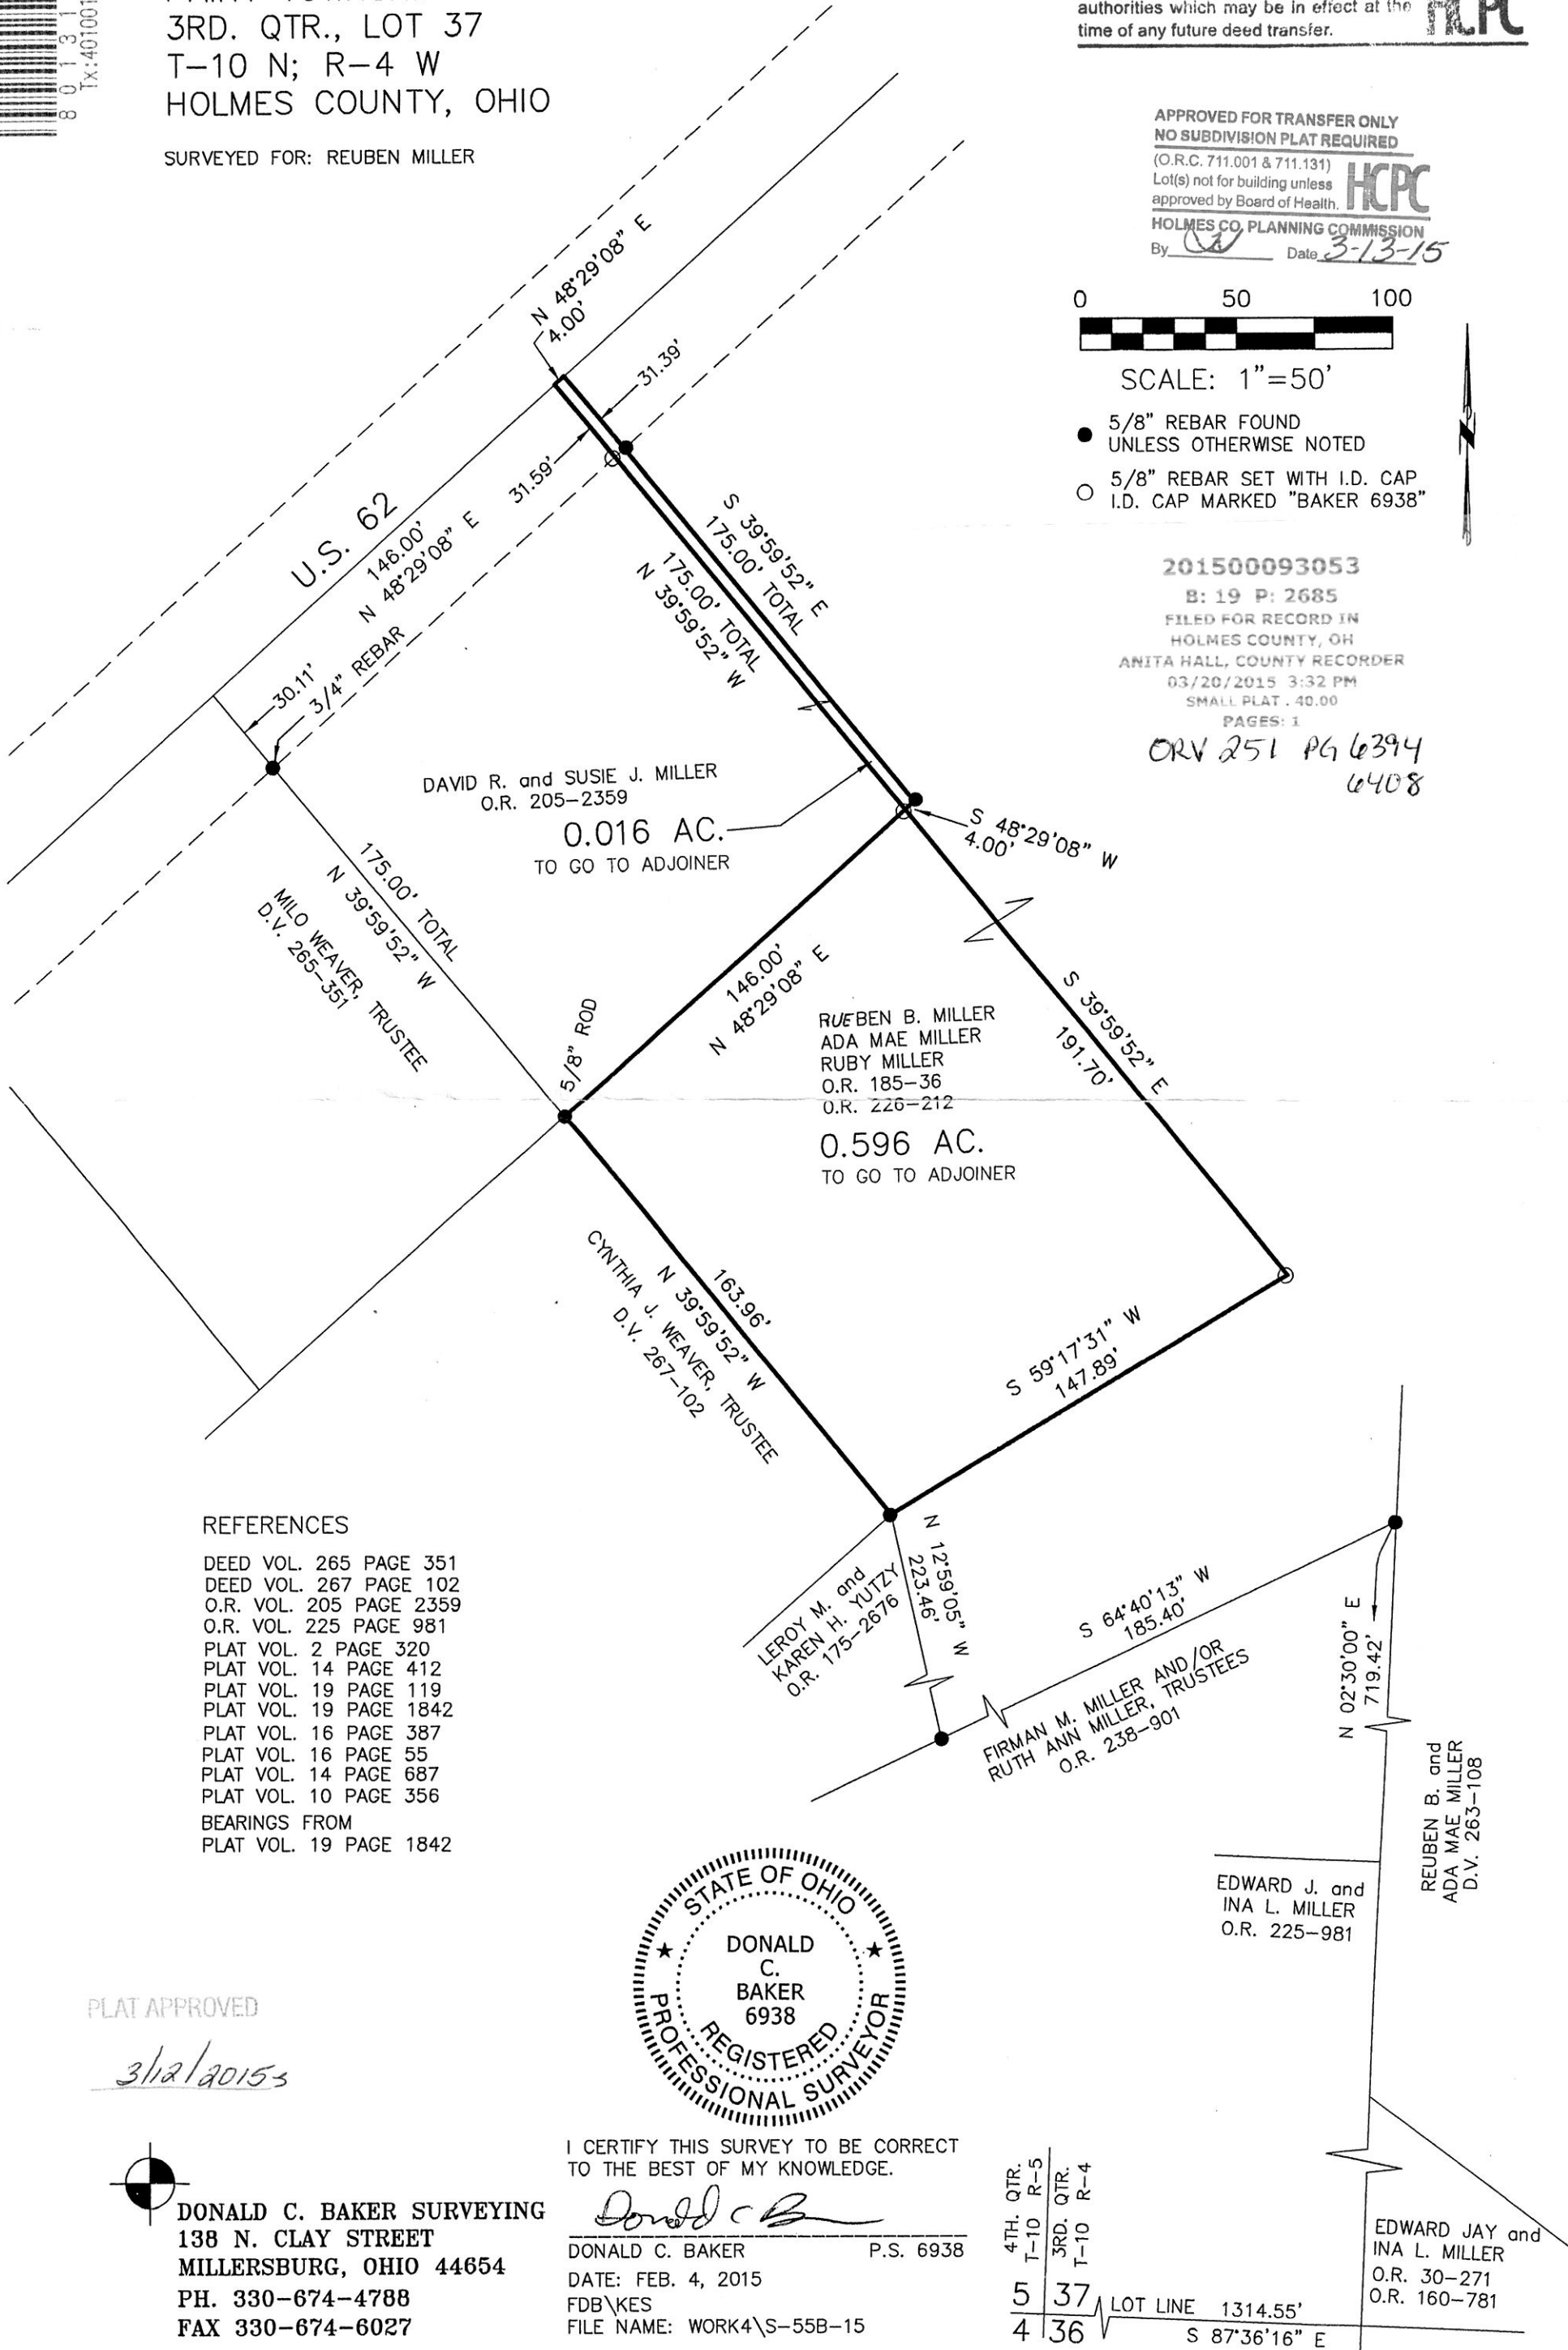 80131
Tx:401001
3RD. QTR., LOT 37
T-10 N; R-4 W
HOLMES COUNTY, OHIO
SURVEYED FOR: REUBEN MILLER
authorities which may be in effect at the
time of any future deed transfer.
HCPC
APPROVED FOR TRANSFER ONLY
NO SUBDIVISION PLAT REQUIRED
(O.R.C. 711.001 & 711.131)
Lot(s) not for building unless
approved by Board of Health.
HCPC
HOLMES CO. PLANNING COMMISSION
By Date 3-13-15
0 50 100
SCALE: 1"=50'
5/8" REBAR FOUND
UNLESS OTHERWISE NOTED
5/8" REBAR SET WITH I.D. CAP
I.D. CAP MARKED "BAKER 6938"
201500093053
B: 19 P: 2685
FILED FOR RECORD IN
HOLMES COUNTY, OH
ANITA HALL, COUNTY RECORDER
03/20/2015 3:32 PM
SMALL PLAT . 40.00
PAGES: 1
ORV 251 PG 6394
6408
N 48°29'08" E
4.00'
31.39'
31.59'
U.S. 62
146.00'
N 48°29'08" E
3/4" REBAR
30.11'
S 39°59'52" E
175.00' TOTAL
175.00' TOTAL
N 39°59'52" W
DAVID R. and SUSIE J. MILLER
O.R. 205-2359
0.016 AC.
TO GO TO ADJOINER
S 48°29'08" W
4.00'
175.00' TOTAL
N 39°59'52" W
MILO WEAVER, TRUSTEE
D.V. 265-351
5/8" ROD
146.00'
N 48°29'08" E
S 39°59'52" E
191.70'
RUEBEN B. MILLER
ADA MAE MILLER
RUBY MILLER
O.R. 185-36
O.R. 226-212
0.596 AC.
TO GO TO ADJOINER
163.96'
N 39°59'52" W
CYNTHIA J. WEAVER, TRUSTEE
D.V. 267-102
S 59°17'31" W
147.89'
REFERENCES
DEED VOL. 265 PAGE 351
DEED VOL. 267 PAGE 102
O.R. VOL. 205 PAGE 2359
O.R. VOL. 225 PAGE 981
PLAT VOL. 2 PAGE 320
PLAT VOL. 14 PAGE 412
PLAT VOL. 19 PAGE 119
PLAT VOL. 19 PAGE 1842
PLAT VOL. 16 PAGE 387
PLAT VOL. 16 PAGE 55
PLAT VOL. 14 PAGE 687
PLAT VOL. 10 PAGE 356
BEARINGS FROM
PLAT VOL. 19 PAGE 1842
LEROY M. and
KAREN H. YUTZY
O.R. 175-2676
N 12°59'05" W
223.46'
S 64°40'13" W
185.40'
FIRMAN M. MILLER AND/OR
RUTH ANN MILLER, TRUSTEES
O.R. 238-901
N 02°30'00" E
719.42'
REUBEN B. and
ADA MAE MILLER
D.V. 263-108
EDWARD J. and
INA L. MILLER
O.R. 225-981
STATE OF OHIO
DONALD
C.
BAKER
6938
REGISTERED
PROFESSIONAL SURVEYOR
PLAT APPROVED
3/12/2015
I CERTIFY THIS SURVEY TO BE CORRECT
TO THE BEST OF MY KNOWLEDGE.
Donald C B
DONALD C. BAKER P.S. 6938
DATE: FEB. 4, 2015
FDB\KES
FILE NAME: WORK4\S-55B-15
DONALD C. BAKER SURVEYING
138 N. CLAY STREET
MILLERSBURG, OHIO 44654
PH. 330-674-4788
FAX 330-674-6027
4TH. QTR.
T-10 R-5
3RD. QTR.
T-10 R-4
5 37
4 36
LOT LINE 1314.55'
S 87°36'16" E
EDWARD JAY and
INA L. MILLER
O.R. 30-271
O.R. 160-781